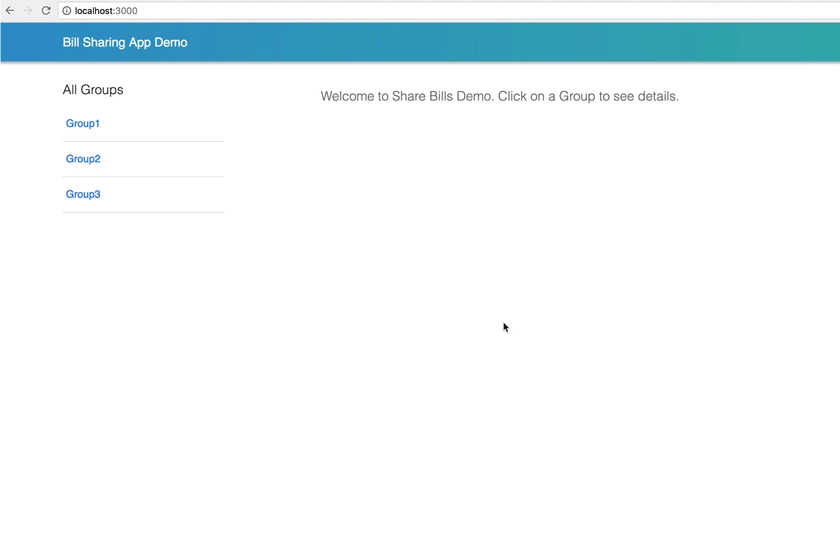 localhost:3000
Bill Sharing App Demo
All Groups
Welcome to Share Bills Demo. Click on a Group to see details.
Group1
Group2
Group3